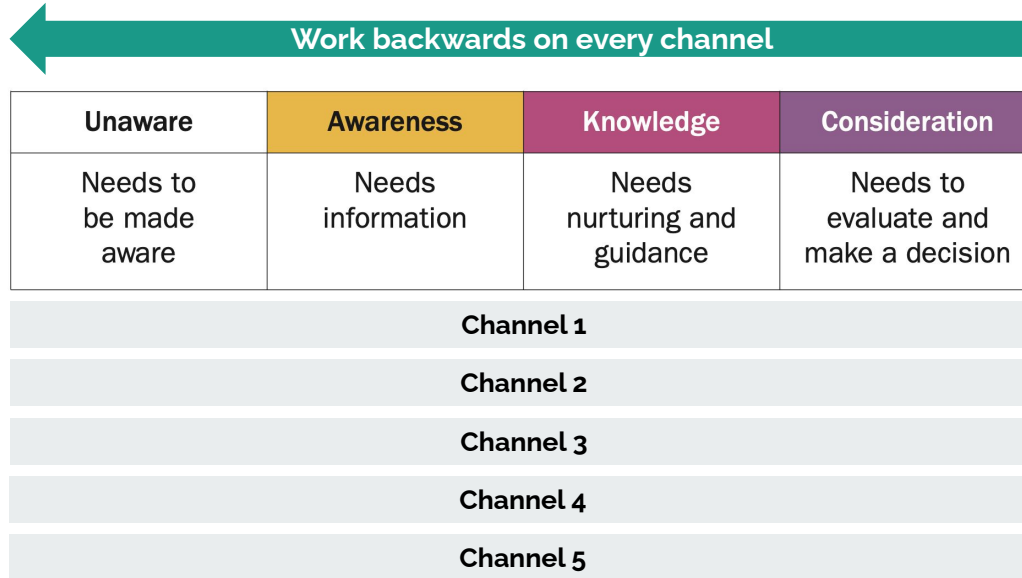 Work backwards on every channel
Unaware
Awareness
Knowledge
Consideration
Needs to
be made
aware
Needs
information
Needs
nurturing and
guidance
Needs to
evaluate and
make a decision
Channel 1
Channel 2
Channel 3
Channel 4
Channel 5